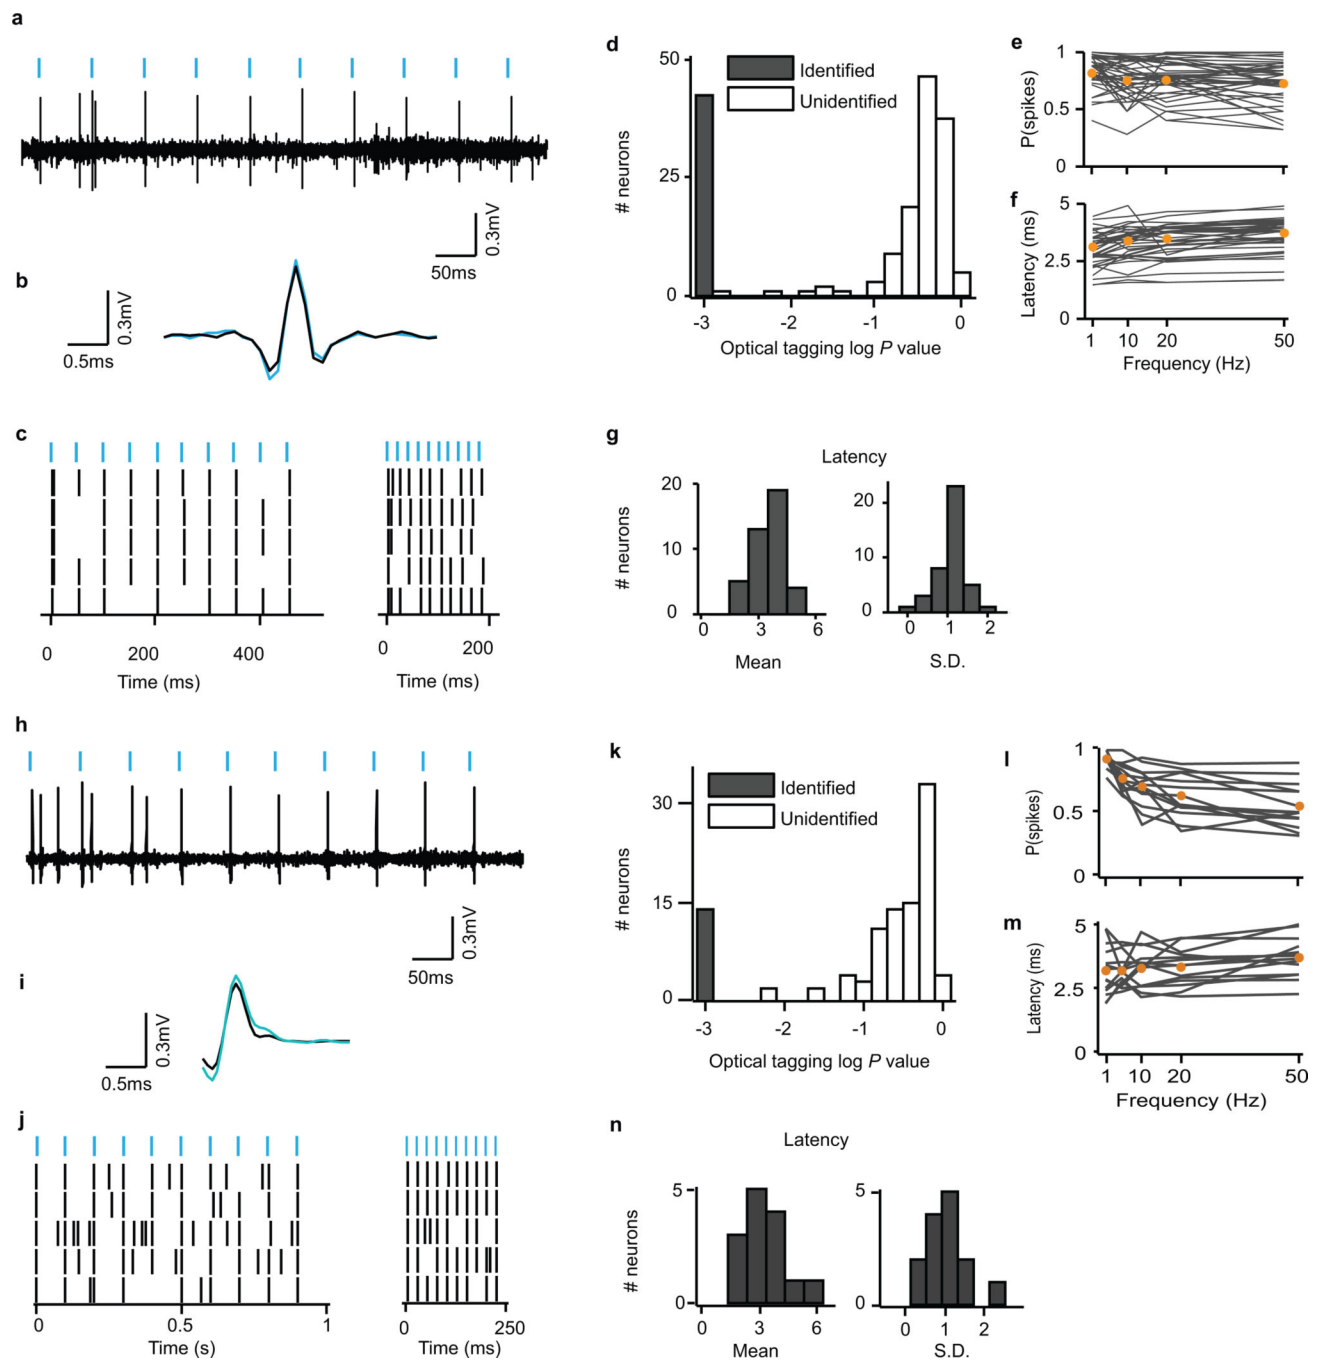 a
50ms
0.3mV
b
0.5ms
0.3mV
c
0
200
400
Time (ms)
0
200
Time (ms)
d
50
25
0
# neurons
Identified
Unidentified
-3
-2
-1
0
Optical tagging log P value
e
1
0.5
0
P(spikes)
f
5
2.5
0
Latency (ms)
1
10
20
50
Frequency (Hz)
g
Latency
20
10
0
# neurons
0
3
6
Mean
20
10
0
0
1
2
S.D.
h
50ms
0.3mV
i
0.5ms
0.3mV
j
0
0.5
1
Time (s)
0
250
Time (ms)
k
30
15
0
# neurons
Identified
Unidentified
-3
-2
-1
0
Optical tagging log P value
l
1
0.5
0
P(spikes)
m
5
2.5
0
Latency (ms)
1
10
20
50
Frequency (Hz)
n
Latency
5
0
# neurons
0
3
6
Mean
5
0
0
1
2
S.D.